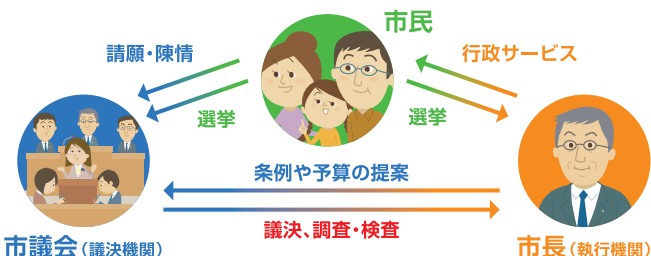 市民
請願・陳情
行政サービス
選挙
選挙
条例や予算の提案
議決、調査・検査
市議会（議決機関）
市長（執行機関）